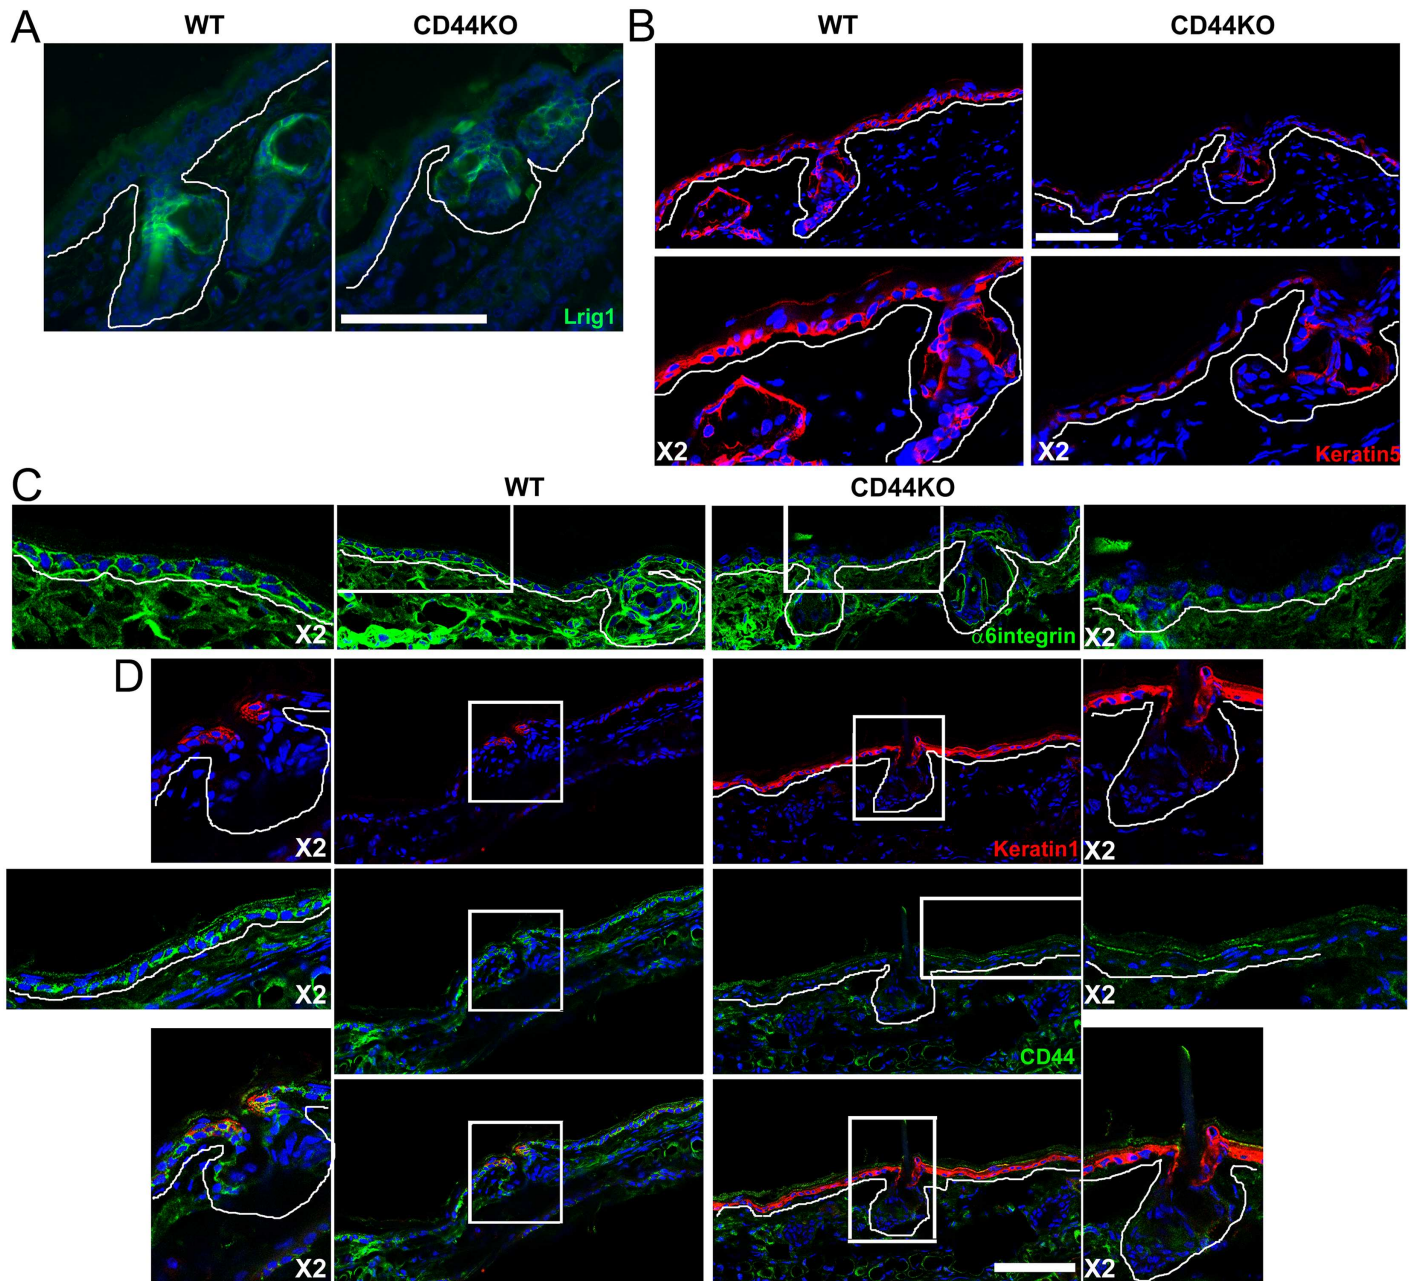 A
WT
CD44KO
Lrig1
B
WT
CD44KO
X2
X2
Keratin5
C
WT
CD44KO
X2
α6integrin
X2
D
X2
Keratin1
X2
X2
CD44
X2
X2
X2